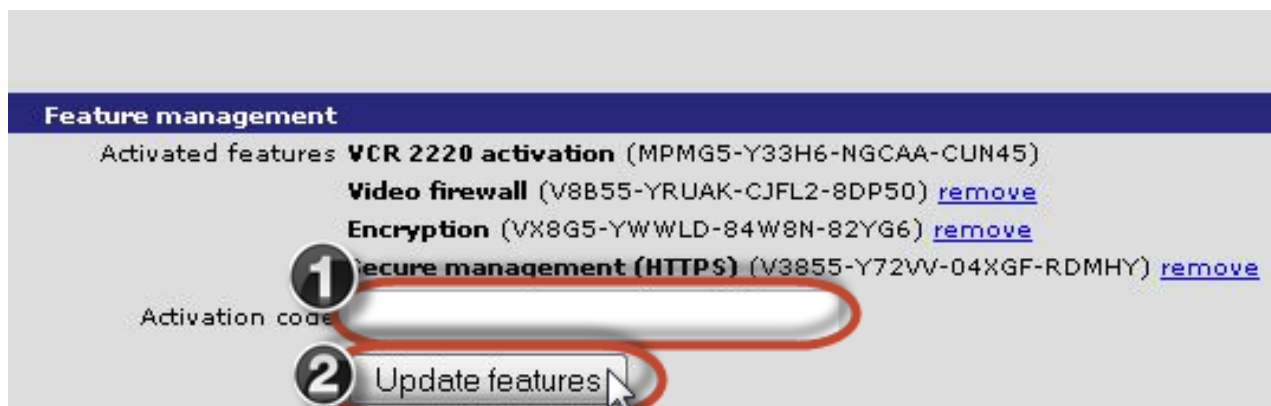 Feature management
Activated features VCR 2220 activation (MPMG5-Y33H6-NGCAA-CUN45)
Video firewall (V8B55-YRUAK-CJFL2-8DP50) remove
Encryption (VX8G5-YWWLD-84W8N-82YG6) remove
1
Secure management (HTTPS) (V3855-Y72VV-04XGF-RDMHY) remove
Activation code
2 Update features